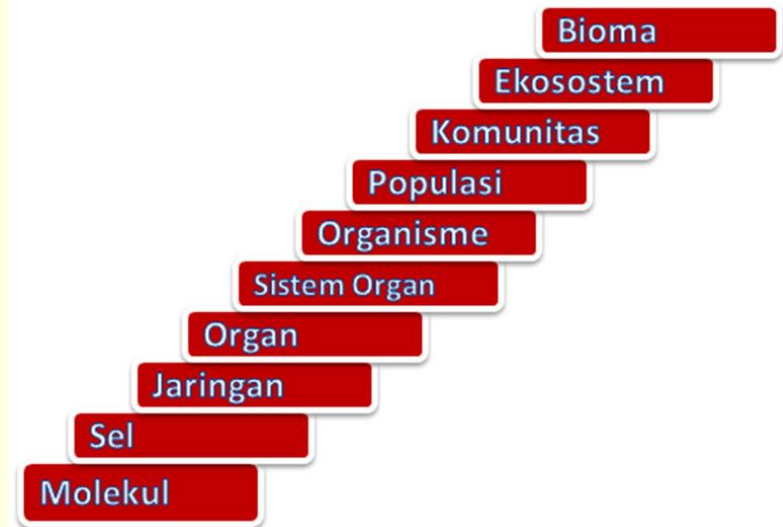 Bioma
Ekosostem
Komunitas
Populasi
Organisme
Sistem Organ
Organ
Jaringan
Sel
Molekul